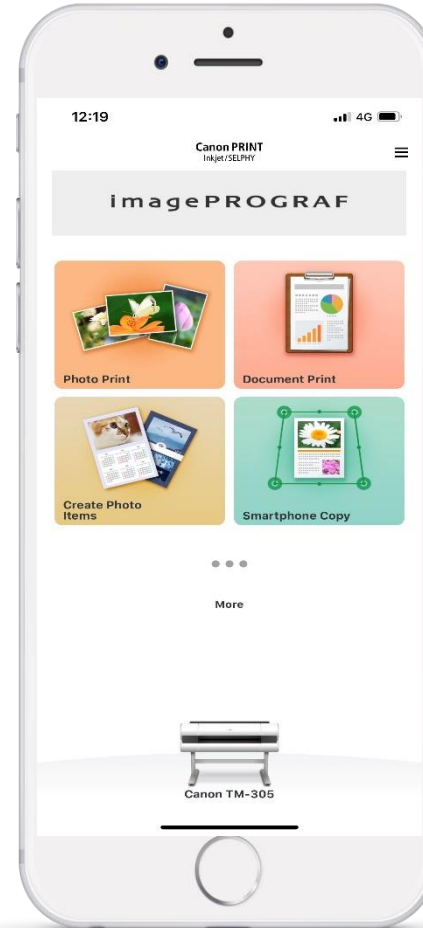 12:19
4G
Canon PRINT
Inkjet/SELPHY
imagePROGRAF
Photo Print
Document Print
Create Photo
Items
Smartphone Copy
More
Canon TM-305